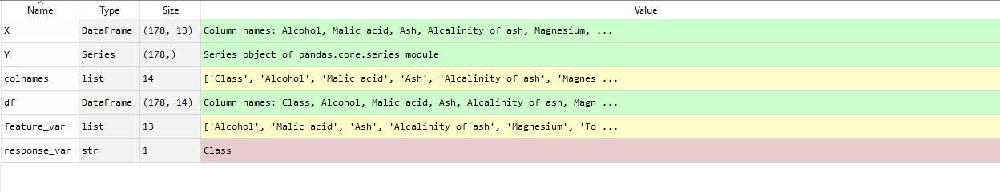 Name Type Size Value
X DataFrame (178, 13) Column names: Alcohol, Malic acid, Ash, Alcalinity of ash, Magnesium, ...
Y Series (178,) Series object of pandas.core.series module
colnames list 14 ['Class', 'Alcohol', 'Malic acid', 'Ash', 'Alcalinity of ash', 'Magnes ...
df DataFrame (178, 14) Column names: Class, Alcohol, Malic acid, Ash, Alcalinity of ash, Magn ...
feature_var list 13 ['Alcohol', 'Malic acid', 'Ash', 'Alcalinity of ash', 'Magnesium', 'To ...
response_var str 1 Class